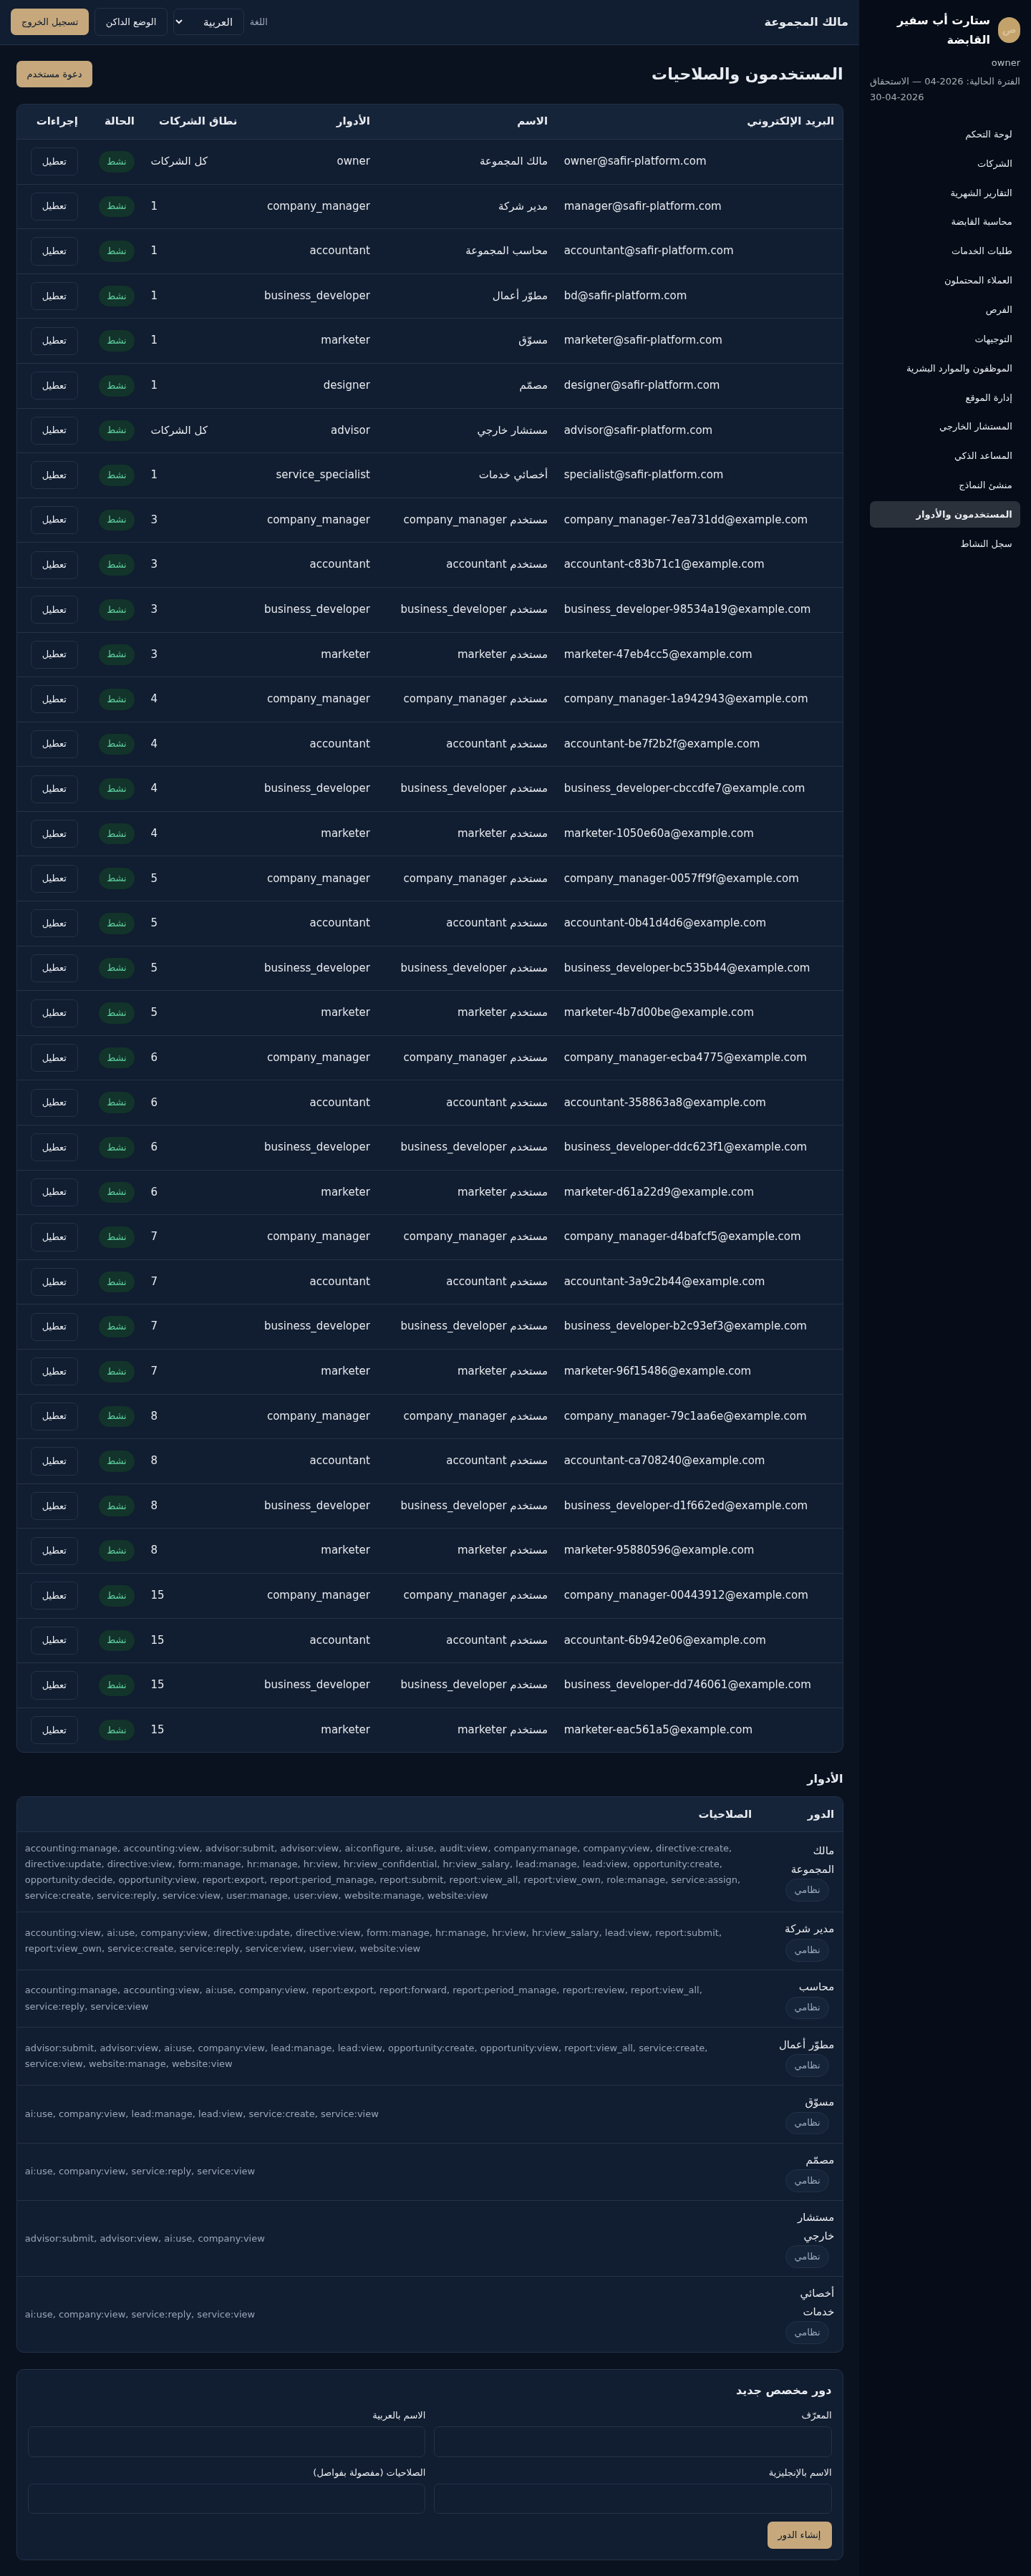 ستارت أب سفير
القابضة
owner
الفترة الحالية: 2026-04 — الاستحقاق
2026-04-30
لوحة التحكم
الشركات
التقارير الشهرية
محاسبة القابضة
طلبات الخدمات
العملاء المحتملون
الفرص
التوجيهات
الموظفون والموارد البشرية
إدارة الموقع
المستشار الخارجي
المساعد الذكي
منشئ النماذج
المستخدمون والأدوار
سجل النشاط
مالك المجموعة اللغة العربية الوضع الداكن تسجيل الخروج
المستخدمون والصلاحيات دعوة مستخدم
البريد الإلكتروني الاسم الأدوار نطاق الشركات الحالة إجراءات
owner@safir-platform.com مالك المجموعة owner كل الشركات نشط تعطيل
manager@safir-platform.com مدير شركة company_manager 1 نشط تعطيل
accountant@safir-platform.com محاسب المجموعة accountant 1 نشط تعطيل
bd@safir-platform.com مطوّر أعمال business_developer 1 نشط تعطيل
marketer@safir-platform.com مسوّق marketer 1 نشط تعطيل
designer@safir-platform.com مصمّم designer 1 نشط تعطيل
advisor@safir-platform.com مستشار خارجي advisor كل الشركات نشط تعطيل
specialist@safir-platform.com أخصائي خدمات service_specialist 1 نشط تعطيل
company_manager-7ea731dd@example.com مستخدم company_manager company_manager 3 نشط تعطيل
accountant-c83b71c1@example.com مستخدم accountant accountant 3 نشط تعطيل
business_developer-98534a19@example.com مستخدم business_developer business_developer 3 نشط تعطيل
marketer-47eb4cc5@example.com مستخدم marketer marketer 3 نشط تعطيل
company_manager-1a942943@example.com مستخدم company_manager company_manager 4 نشط تعطيل
accountant-be7f2b2f@example.com مستخدم accountant accountant 4 نشط تعطيل
business_developer-cbccdfe7@example.com مستخدم business_developer business_developer 4 نشط تعطيل
marketer-1050e60a@example.com مستخدم marketer marketer 4 نشط تعطيل
company_manager-0057ff9f@example.com مستخدم company_manager company_manager 5 نشط تعطيل
accountant-0b41d4d6@example.com مستخدم accountant accountant 5 نشط تعطيل
business_developer-bc535b44@example.com مستخدم business_developer business_developer 5 نشط تعطيل
marketer-4b7d00be@example.com مستخدم marketer marketer 5 نشط تعطيل
company_manager-ecba4775@example.com مستخدم company_manager company_manager 6 نشط تعطيل
accountant-358863a8@example.com مستخدم accountant accountant 6 نشط تعطيل
business_developer-ddc623f1@example.com مستخدم business_developer business_developer 6 نشط تعطيل
marketer-d61a22d9@example.com مستخدم marketer marketer 6 نشط تعطيل
company_manager-d4bafcf5@example.com مستخدم company_manager company_manager 7 نشط تعطيل
accountant-3a9c2b44@example.com مستخدم accountant accountant 7 نشط تعطيل
business_developer-b2c93ef3@example.com مستخدم business_developer business_developer 7 نشط تعطيل
marketer-96f15486@example.com مستخدم marketer marketer 7 نشط تعطيل
company_manager-79c1aa6e@example.com مستخدم company_manager company_manager 8 نشط تعطيل
accountant-ca708240@example.com مستخدم accountant accountant 8 نشط تعطيل
business_developer-d1f662ed@example.com مستخدم business_developer business_developer 8 نشط تعطيل
marketer-95880596@example.com مستخدم marketer marketer 8 نشط تعطيل
company_manager-00443912@example.com مستخدم company_manager company_manager 15 نشط تعطيل
accountant-6b942e06@example.com مستخدم accountant accountant 15 نشط تعطيل
business_developer-dd746061@example.com مستخدم business_developer business_developer 15 نشط تعطيل
marketer-eac561a5@example.com مستخدم marketer marketer 15 نشط تعطيل
الأدوار
الدور الصلاحيات
مالك
المجموعة
نظامي
accounting:manage, accounting:view, advisor:submit, advisor:view, ai:configure, ai:use, audit:view, company:manage, company:view, directive:create,
directive:update, directive:view, form:manage, hr:manage, hr:view, hr:view_confidential, hr:view_salary, lead:manage, lead:view, opportunity:create,
opportunity:decide, opportunity:view, report:export, report:period_manage, report:submit, report:view_all, report:view_own, role:manage, service:assign,
service:create, service:reply, service:view, user:manage, user:view, website:manage, website:view
مدير شركة
نظامي
accounting:view, ai:use, company:view, directive:update, directive:view, form:manage, hr:manage, hr:view, hr:view_salary, lead:view, report:submit,
report:view_own, service:create, service:reply, service:view, user:view, website:view
محاسب
نظامي
accounting:manage, accounting:view, ai:use, company:view, report:export, report:forward, report:period_manage, report:review, report:view_all,
service:reply, service:view
مطوّر أعمال
نظامي
advisor:submit, advisor:view, ai:use, company:view, lead:manage, lead:view, opportunity:create, opportunity:view, report:view_all, service:create,
service:view, website:manage, website:view
مسوّق
نظامي
ai:use, company:view, lead:manage, lead:view, service:create, service:view
مصمّم
نظامي
ai:use, company:view, service:reply, service:view
مستشار
خارجي
نظامي
advisor:submit, advisor:view, ai:use, company:view
أخصائي
خدمات
نظامي
ai:use, company:view, service:reply, service:view
دور مخصص جديد
المعرّف الاسم بالعربية
الاسم بالإنجليزية الصلاحيات (مفصولة بفواصل)
إنشاء الدور